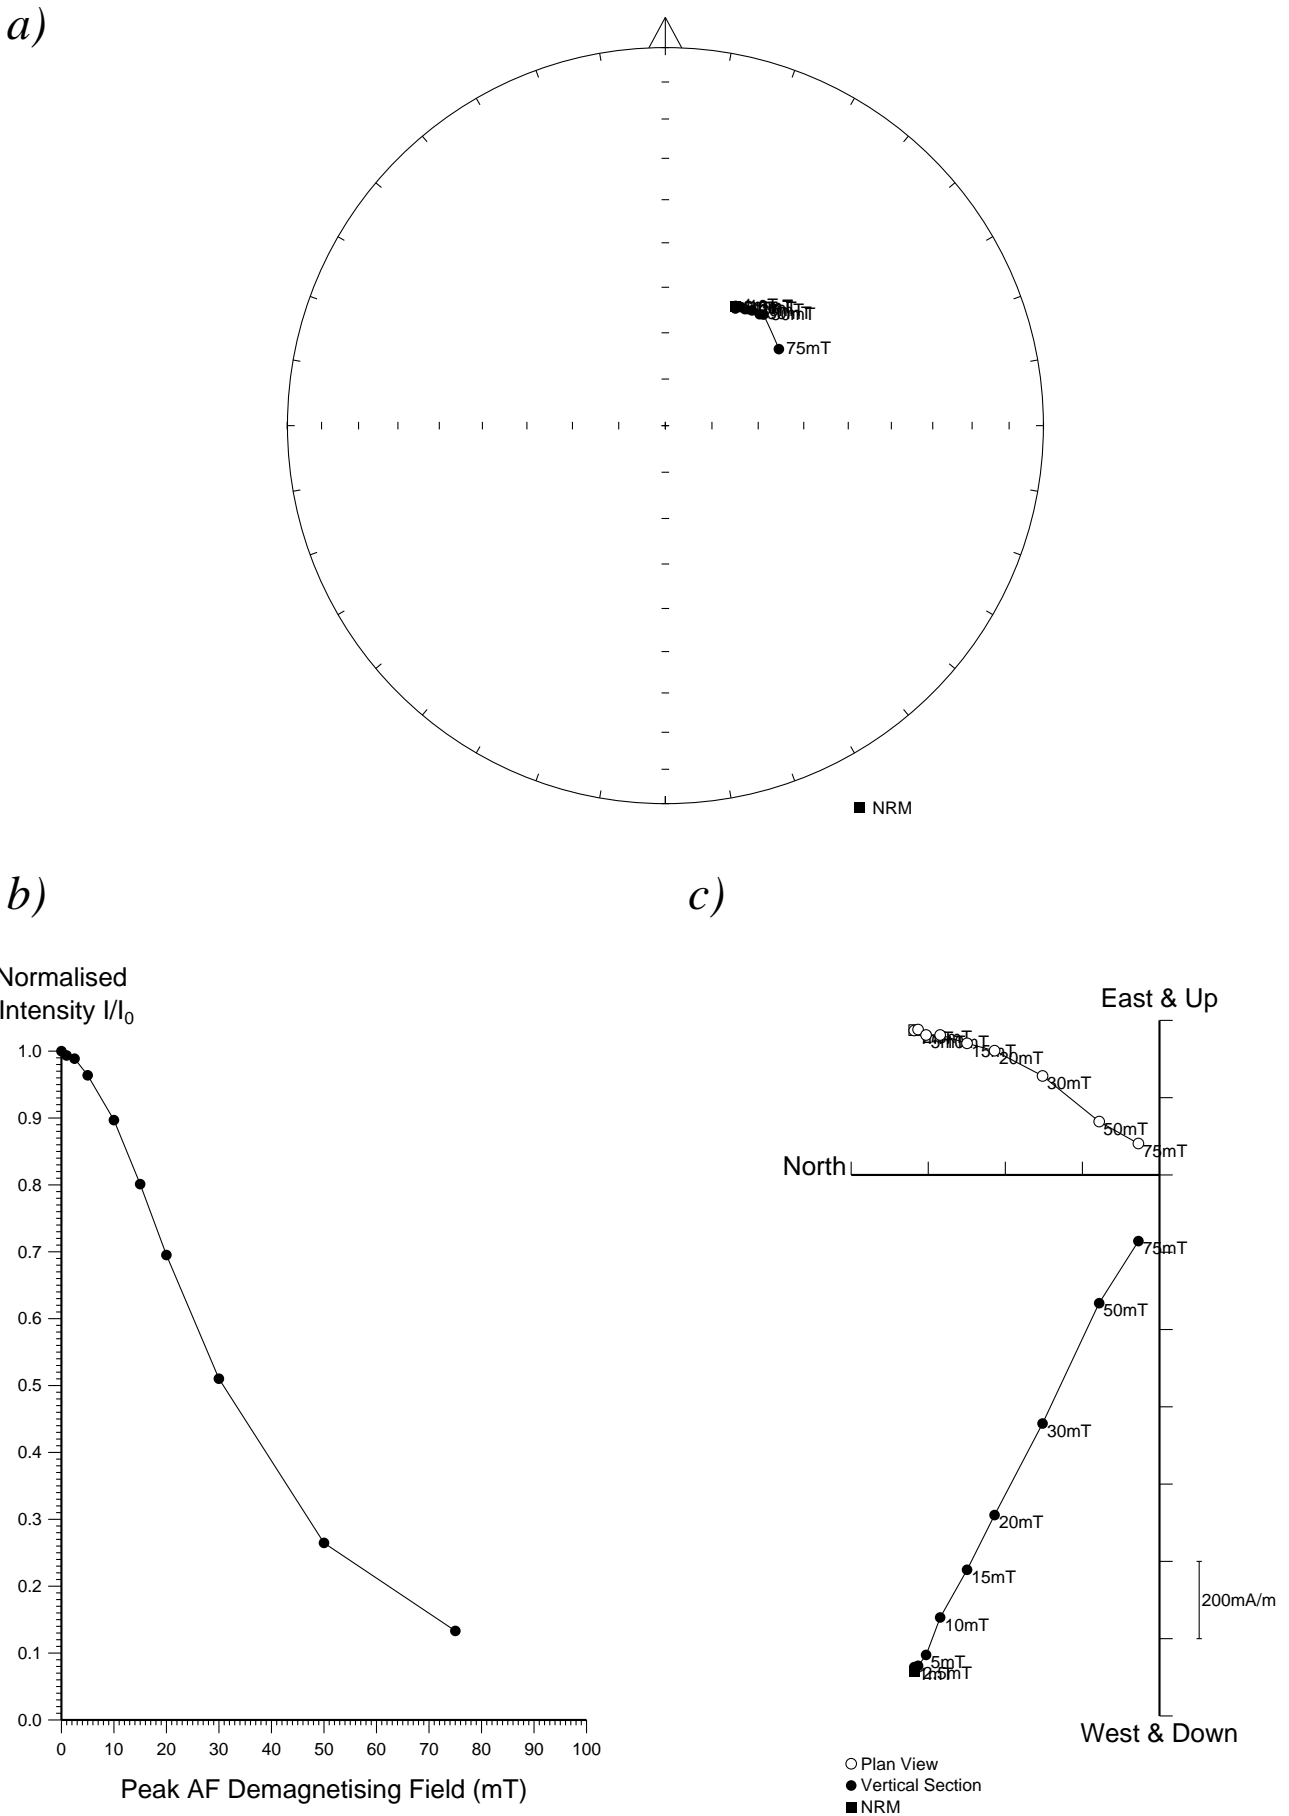 a)
75mT
NRM
b)
c)
Normalised
Intensity I/I0
1.0
0.9
0.8
0.7
0.6
0.5
0.4
0.3
0.2
0.1
0.0
0 10 20 30 40 50 60 70 80 90 100
Peak AF Demagnetising Field (mT)
East & Up
15mT
20mT
30mT
50mT
75mT
North
75mT
50mT
30mT
20mT
15mT
10mT
5mT
200mA/m
West & Down
Plan View
Vertical Section
NRM